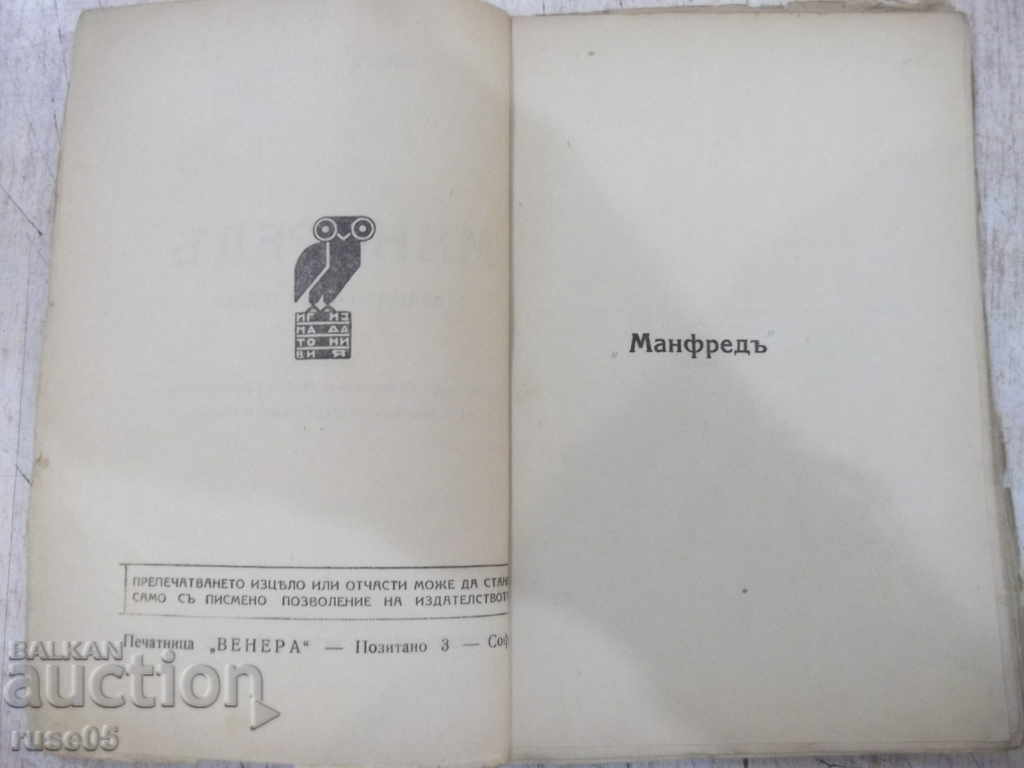 ИГ ИЗ
МА ДА
ТО НИ
ВИ Я
ПРЕПЕЧАТВАНЕТО ИЗЦѢЛО ИЛИ ОТЧАСТИ МОЖЕ ДА СТАН
САМО СЪ ПИСМЕНО ПОЗВОЛЕНИЕ НА ИЗДАТЕЛСТВОТ
Печатница „ВЕНЕРА“ — Позитано 3 — Соф
Манфредъ
BALKAN
auction
ruse05